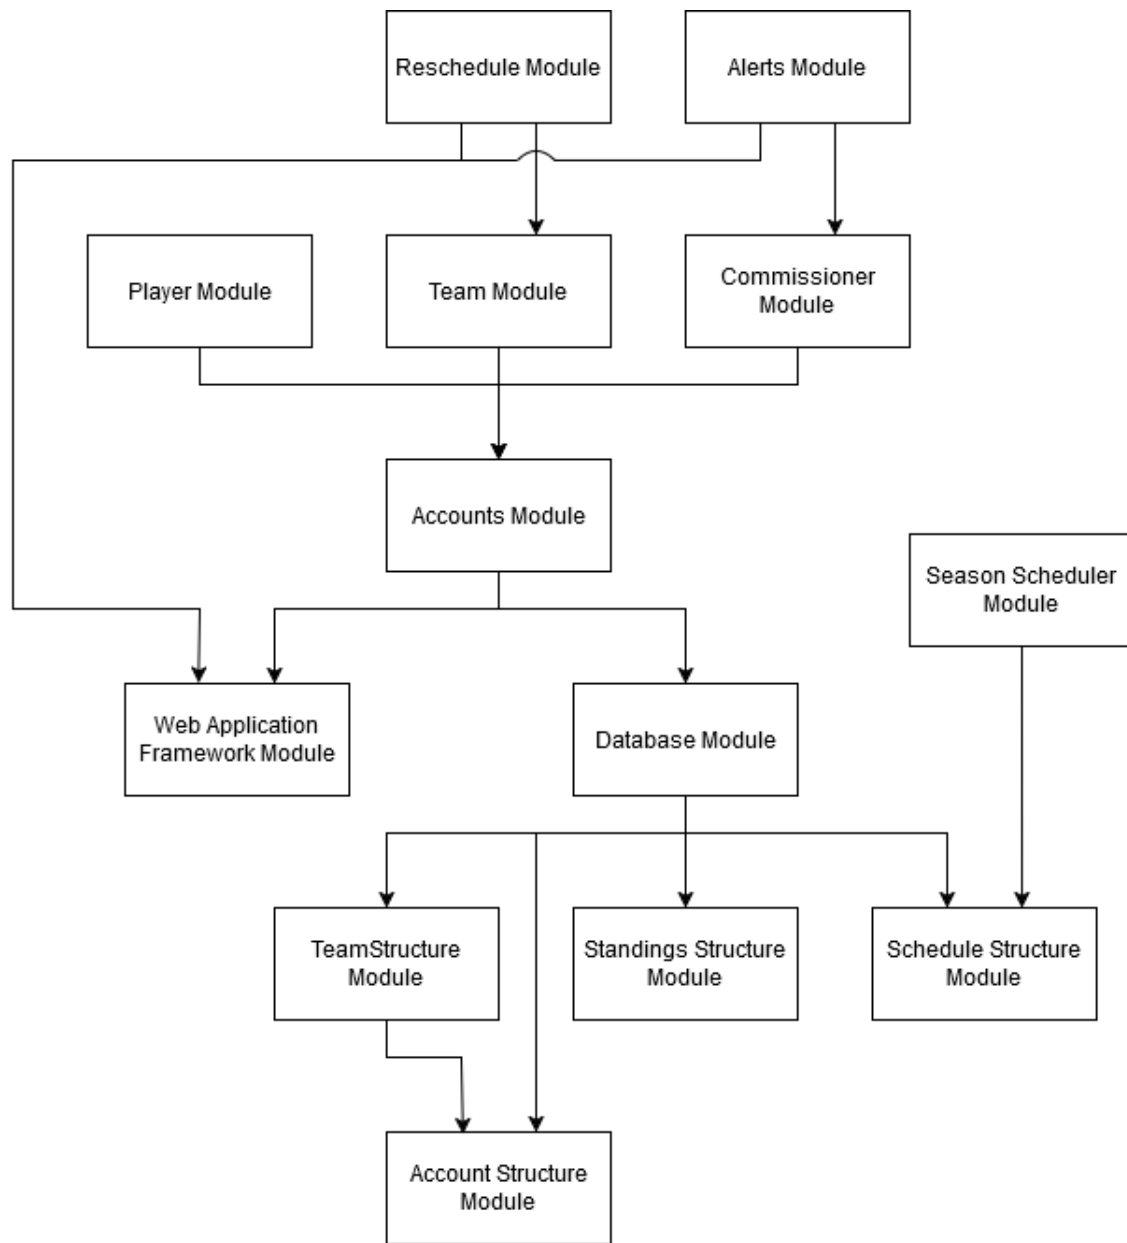 Reschedule Module
Alerts Module
Player Module
Team Module
Commissioner
Module
Accounts Module
Season Scheduler
Module
Web Application
Framework Module
Database Module
TeamStructure
Module
Standings Structure
Module
Schedule Structure
Module
Account Structure
Module